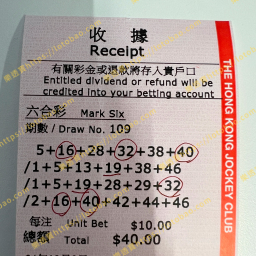 收據
Receipt
有關彩金或退款將存入貴戶口
Entitled dividend or refund will be
credited into your betting account
六合彩 Mark Six
期數 / Draw No. 109
5+16+28+32+38+40
/1+5+13+19+38+46
/1+5+19+28+29+32
/2+16+40+42+44+46
每注 Unit Bet $10.00
總額 Total $40.00
THE HONG KONG JOCKEY CLUB